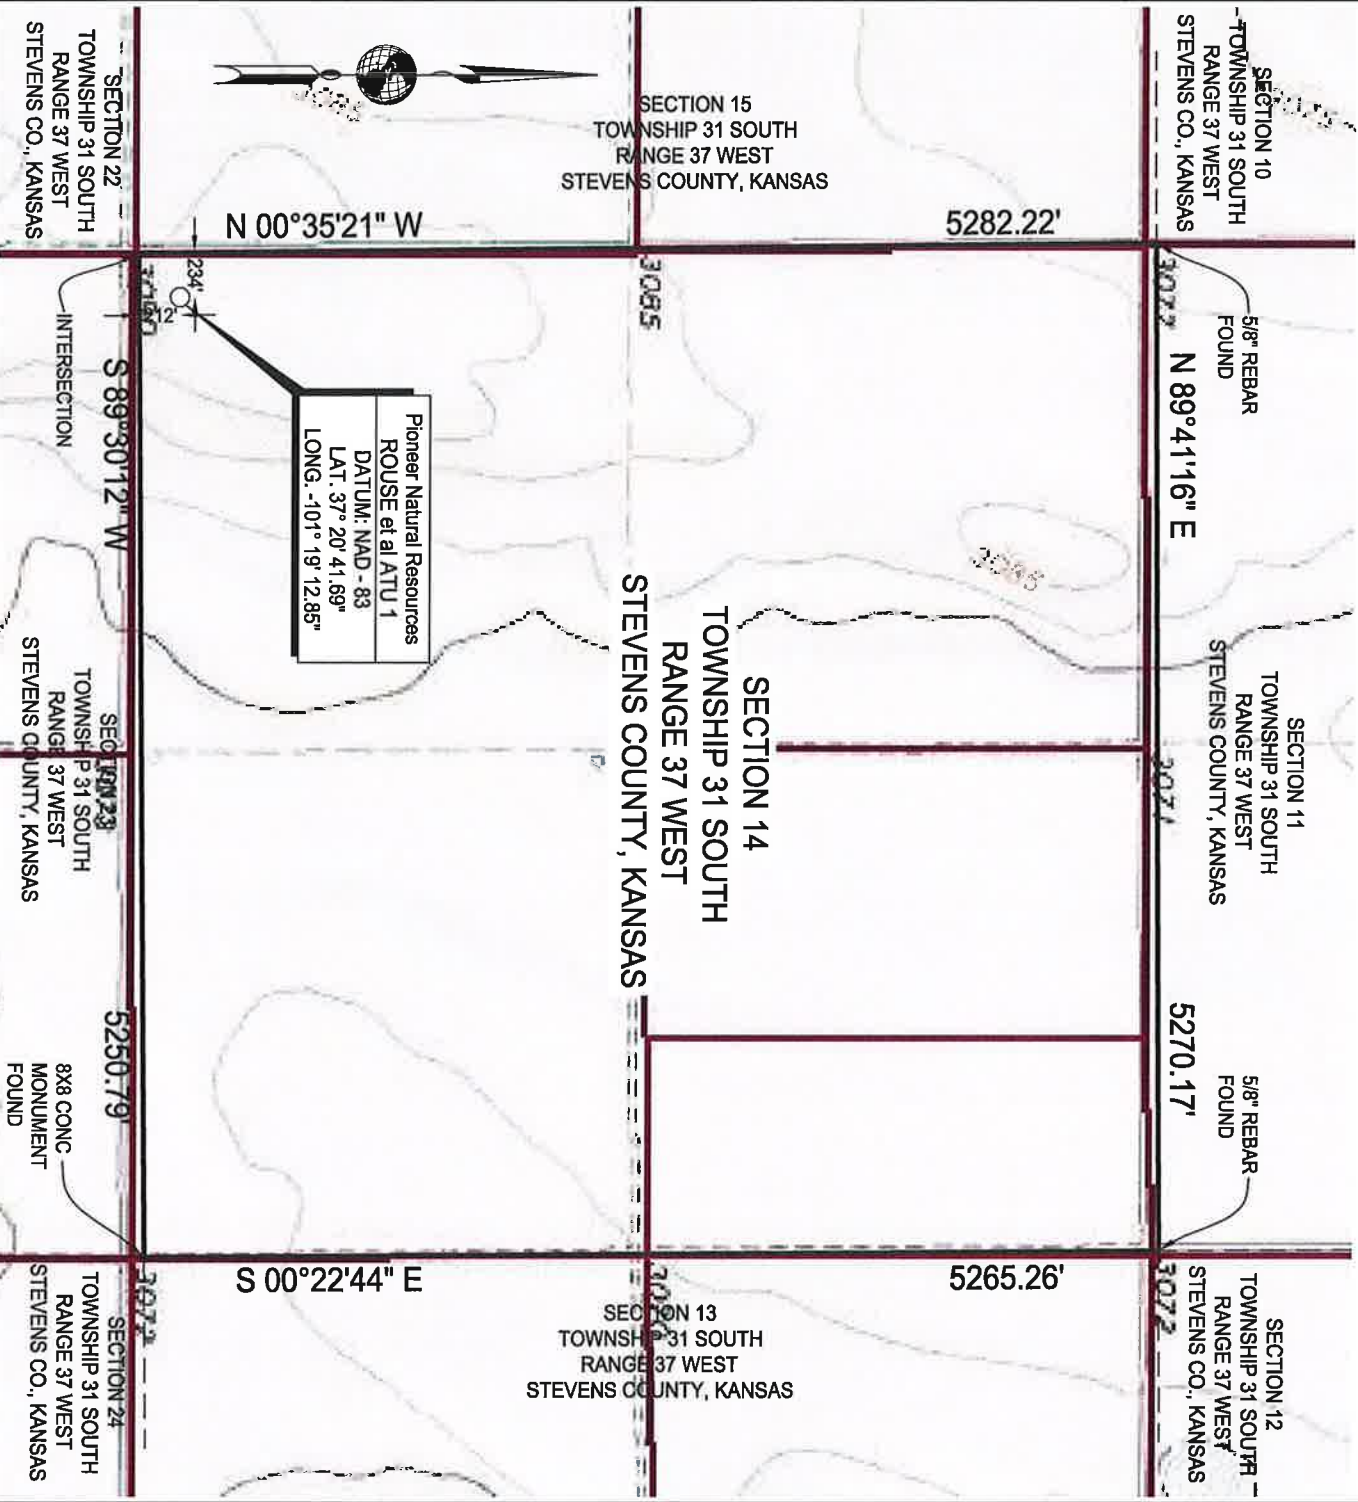 SECTION 10
TOWNSHIP 31 SOUTH
RANGE 37 WEST
STEVENS CO., KANSAS
5/8" REBAR
FOUND
N 89°41'16" E
SECTION 11
TOWNSHIP 31 SOUTH
RANGE 37 WEST
STEVENS COUNTY, KANSAS
5270.17'
5/8" REBAR
FOUND
SECTION 12
TOWNSHIP 31 SOUTH
RANGE 37 WEST
STEVENS CO., KANSAS
3072
3071
3072
SECTION 15
TOWNSHIP 31 SOUTH
RANGE 37 WEST
STEVENS COUNTY, KANSAS
N 00°35'21" W
5282.22'
3085
3085
3085
SECTION 14
TOWNSHIP 31 SOUTH
RANGE 37 WEST
STEVENS COUNTY, KANSAS
Pioneer Natural Resources
ROUSE et al ATU 1
DATUM: NAD - 83
LAT. 37° 20' 41.69"
LONG. -101° 19' 12.85"
234'
S 00°22'44" E
5265.26'
SECTION 13
TOWNSHIP 31 SOUTH
RANGE 37 WEST
STEVENS COUNTY, KANSAS
S 89°30'12" W
5250.79'
INTERSECTION
8X8 CONC
MONUMENT
FOUND
SECTION 22
TOWNSHIP 31 SOUTH
RANGE 37 WEST
STEVENS CO., KANSAS
SECTION 23
TOWNSHIP 31 SOUTH
RANGE 37 WEST
STEVENS COUNTY, KANSAS
SECTION 24
TOWNSHIP 31 SOUTH
RANGE 37 WEST
STEVENS CO., KANSAS